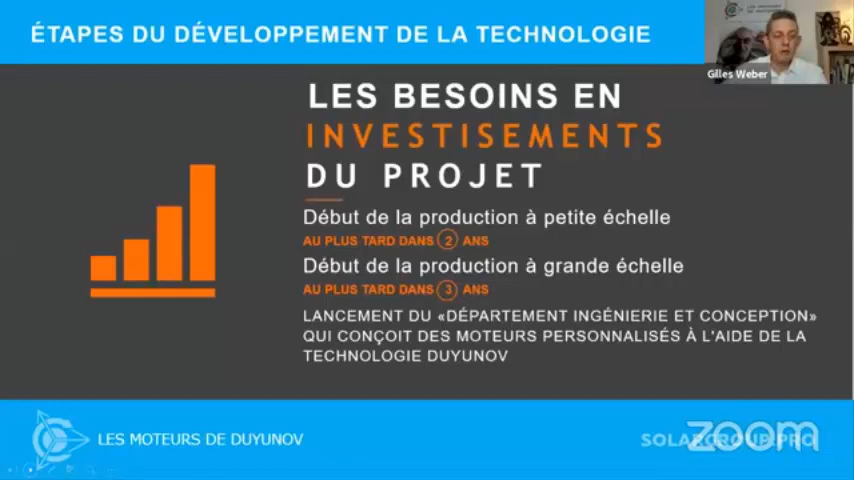 ÉTAPES DU DÉVELOPPEMENT DE LA TECHNOLOGIE
Gilles Weber
LES BESOINS EN
INVESTISEMENTS
DU PROJET
Début de la production à petite échelle
AU PLUS TARD DANS 2 ANS
Début de la production à grande échelle
AU PLUS TARD DANS 3 ANS
LANCEMENT DU «DÉPARTEMENT INGÉNIERIE ET CONCEPTION»
QUI CONÇOIT DES MOTEURS PERSONNALISÉS À L'AIDE DE LA
TECHNOLOGIE DUYUNOV
LES MOTEURS DE DUYUNOV
SOLARGROUP.PRO
zoom